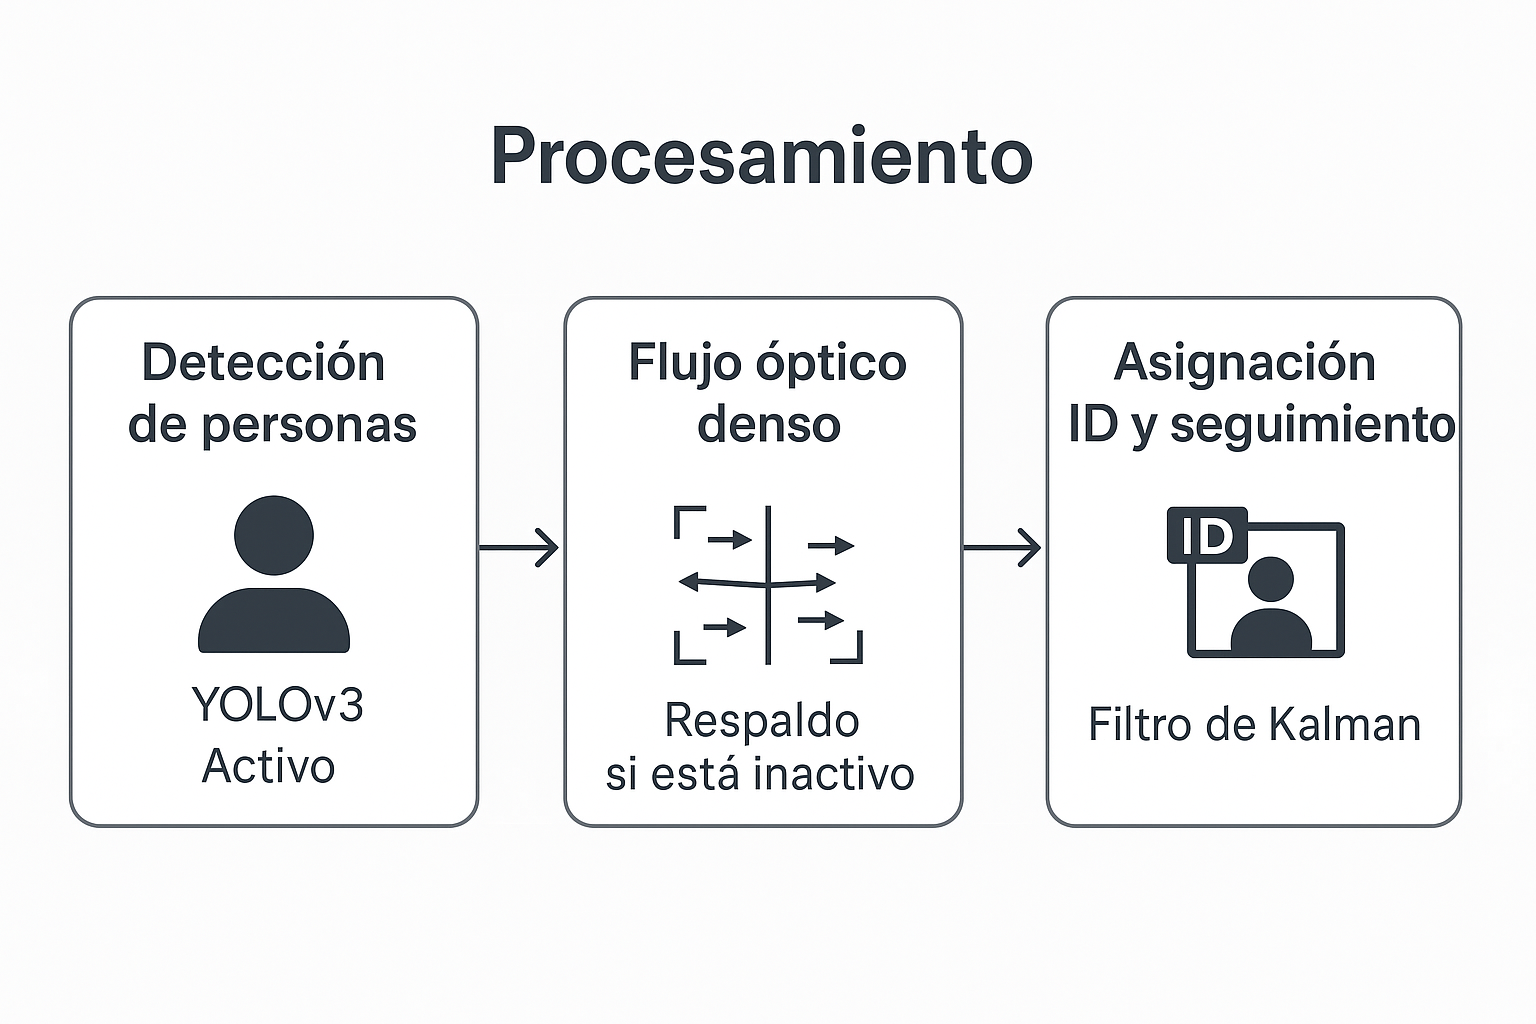 Procesamiento
Detección
de personas
YOLOv3
Activo
Flujo óptico
denso
Respaldo
si está inactivo
Asignación
ID y seguimiento
ID
Filtro de Kalman